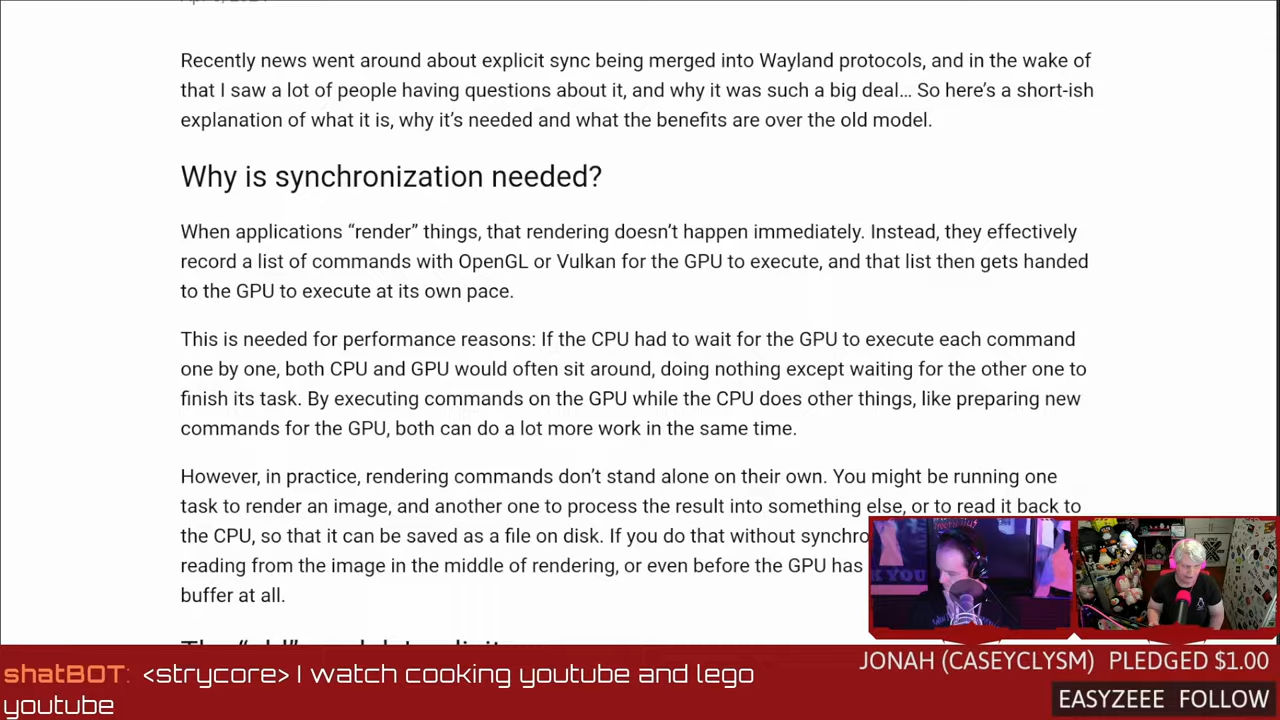 Recently news went around about explicit sync being merged into Wayland protocols, and in the wake of
that I saw a lot of people having questions about it, and why it was such a big deal… So here's a short-ish
explanation of what it is, why it's needed and what the benefits are over the old model.
Why is synchronization needed?
When applications “render” things, that rendering doesn't happen immediately. Instead, they effectively
record a list of commands with OpenGL or Vulkan for the GPU to execute, and that list then gets handed
to the GPU to execute at its own pace.
This is needed for performance reasons: If the CPU had to wait for the GPU to execute each command
one by one, both CPU and GPU would often sit around, doing nothing except waiting for the other one to
finish its task. By executing commands on the GPU while the CPU does other things, like preparing new
commands for the GPU, both can do a lot more work in the same time.
However, in practice, rendering commands don't stand alone on their own. You might be running one
task to render an image, and another one to process the result into something else, or to read it back to
the CPU, so that it can be saved as a file on disk. If you do that without synchro
reading from the image in the middle of rendering, or even before the GPU has
buffer at all.
shatBOT: <strycore> I watch cooking youtube and lego
youtube
JONAH (CASEYCLYSM) PLEDGED $1.00
EASYZEEE FOLLOW